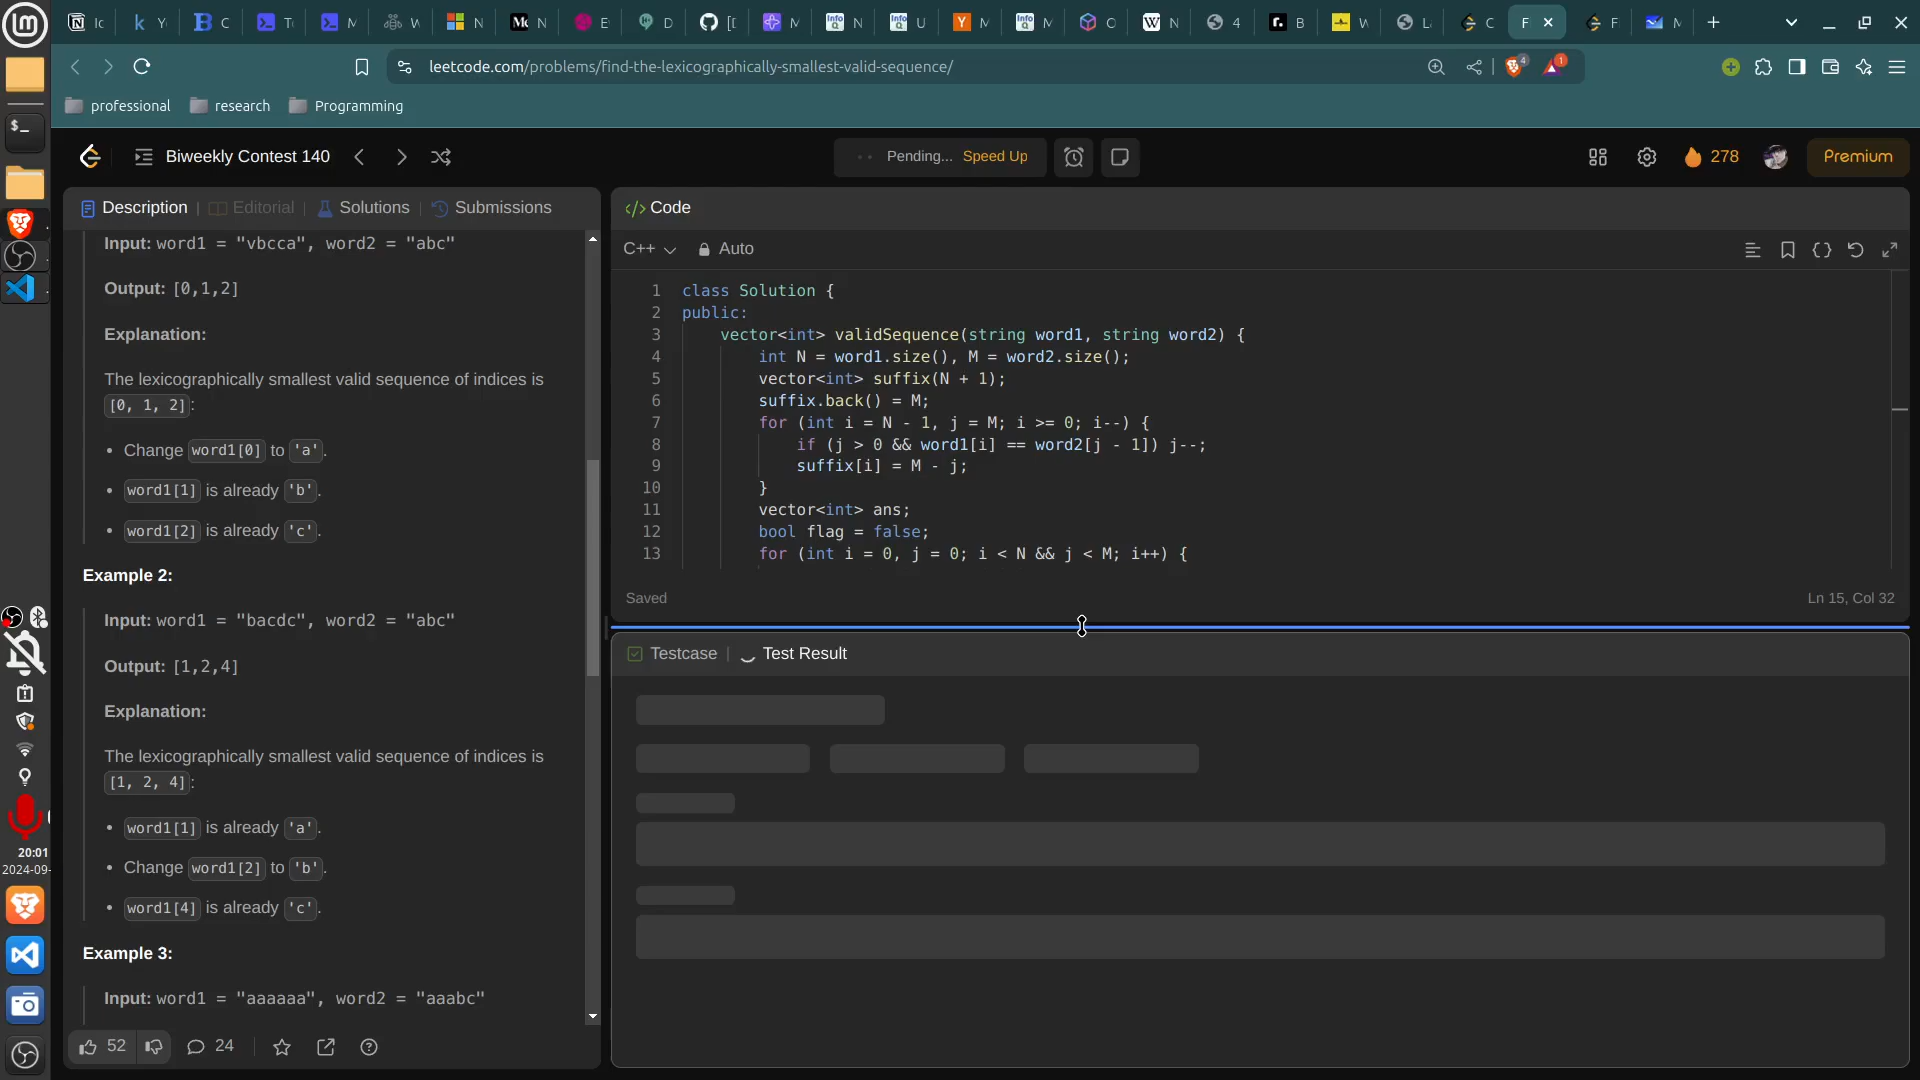 leetcode.com/problems/find-the-lexicographically-smallest-valid-sequence/
4
1
professional
research
Programming
Biweekly Contest 140
Pending... Speed Up
278
Premium
Description | Editorial | Solutions | Submissions
Input: word1 = "vbcca", word2 = "abc"
Output: [0,1,2]
Explanation:
The lexicographically smallest valid sequence of indices is
[0, 1, 2]:
• Change word1[0] to 'a'.
• word1[1] is already 'b'.
• word1[2] is already 'c'.
Example 2:
Input: word1 = "bacdc", word2 = "abc"
Output: [1,2,4]
Explanation:
The lexicographically smallest valid sequence of indices is
[1, 2, 4]:
• word1[1] is already 'a'.
• Change word1[2] to 'b'.
• word1[4] is already 'c'.
Example 3:
Input: word1 = "aaaaaa", word2 = "aaabc"
52
24
</> Code
C++
Auto
1 class Solution {
2 public:
3 vector<int> validSequence(string word1, string word2) {
4 int N = word1.size(), M = word2.size();
5 vector<int> suffix(N + 1);
6 suffix.back() = M;
7 for (int i = N - 1, j = M; i >= 0; i--) {
8 if (j > 0 && word1[i] == word2[j - 1]) j--;
9 suffix[i] = M - j;
10 }
11 vector<int> ans;
12 bool flag = false;
13 for (int i = 0, j = 0; i < N && j < M; i++) {
Saved
Ln 15, Col 32
Testcase | Test Result
20:01
2024-09-